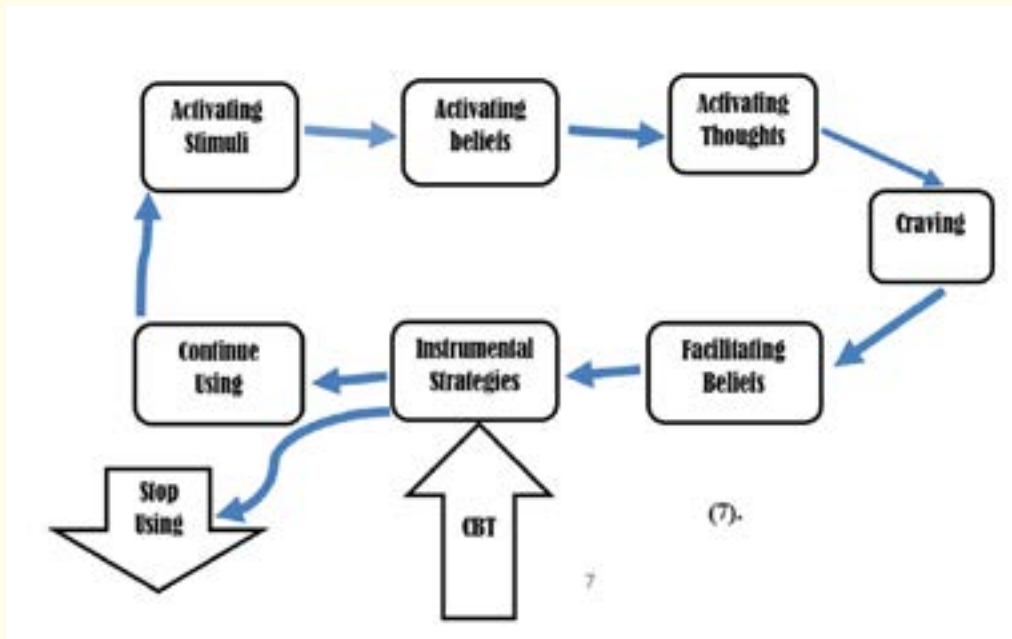 Activating
Stimuli
Activating
beliefs
Activating
Thoughts
Craving
Facilitating
Beliefs
Instrumental
Strategies
Continue
Using
Stop
Using
CBT
(7).
7